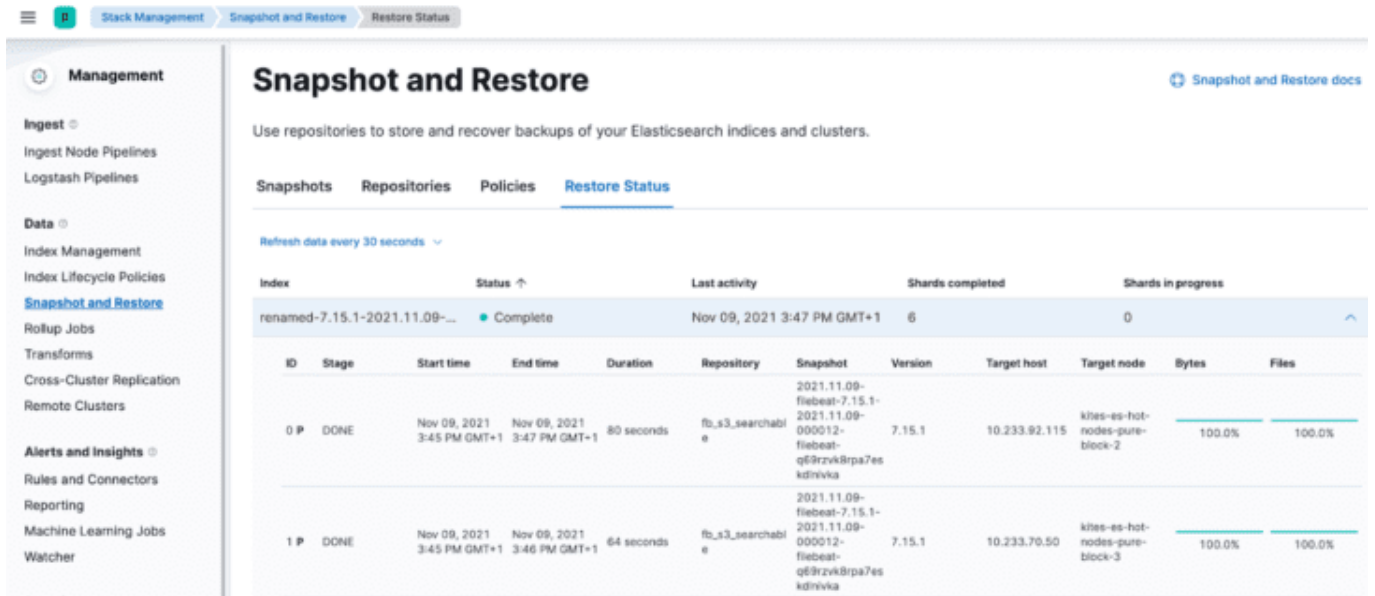 Stack Management Snapshot and Restore Restore Status
Management
Ingest
Ingest Node Pipelines
Logstash Pipelines
Data
Index Management
Index Lifecycle Policies
Snapshot and Restore
Rollup Jobs
Transforms
Cross-Cluster Replication
Remote Clusters
Alerts and Insights
Rules and Connectors
Reporting
Machine Learning Jobs
Watcher
Snapshot and Restore
Snapshot and Restore docs
Use repositories to store and recover backups of your Elasticsearch indices and clusters.
Snapshots Repositories Policies Restore Status
Refresh data every 30 seconds
Index Status Last activity Shards completed Shards in progress
renamed-7.15.1-2021.11.09-... Complete Nov 09, 2021 3:47 PM GMT+1 6 0
ID Stage Start time End time Duration Repository Snapshot Version Target host Target node Bytes Files
0 P DONE
Nov 09, 2021
3:45 PM GMT+1
Nov 09, 2021
3:47 PM GMT+1
80 seconds
fb_s3_searchabl
e
2021.11.09-
filebeat-7.15.1-
2021.11.09-
000012-
filebeat-
q69rzvk8rpa7es
kdlnivka
7.15.1
10.233.92.115
kites-es-hot-
nodes-pure-
block-2
100.0% 100.0%
1 P DONE
Nov 09, 2021
3:45 PM GMT+1
Nov 09, 2021
3:46 PM GMT+1
64 seconds
fb_s3_searchabl
e
2021.11.09-
filebeat-7.15.1-
2021.11.09-
000012-
filebeat-
q69rzvk8rpa7es
kdlnivka
7.15.1
10.233.70.50
kites-es-hot-
nodes-pure-
block-3
100.0% 100.0%